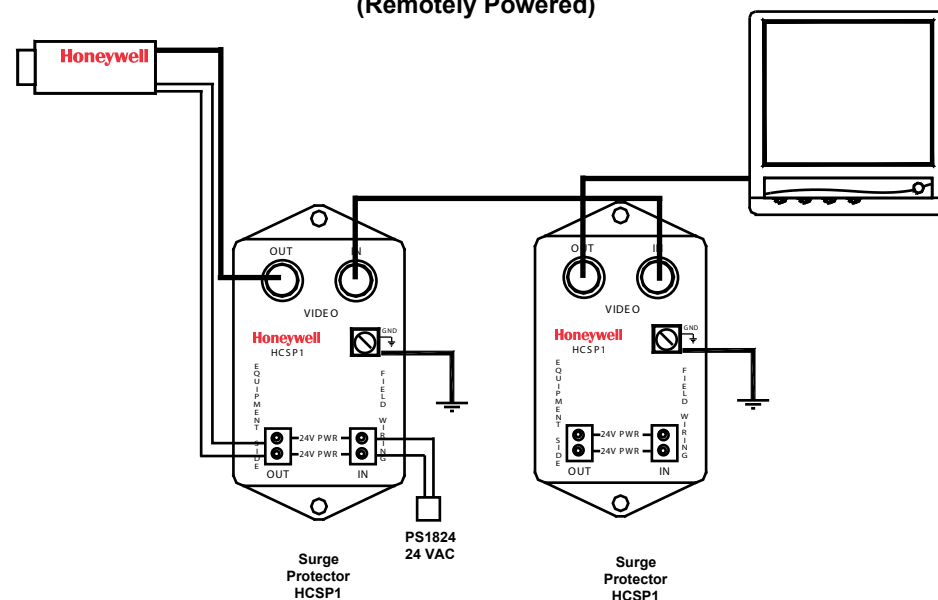 (Remotely Powered)
Honeywell
OUT
IN
VIDEO
Honeywell
HCSP1
GND
EQUIPMENT SIDE
FIELD WIRING
24V PWR
24V PWR
OUT
IN
PS1824
24 VAC
Surge
Protector
HCSP1
OUT
IN
VIDEO
Honeywell
HCSP1
GND
EQUIPMENT SIDE
FIELD WIRING
24V PWR
24V PWR
OUT
IN
Surge
Protector
HCSP1